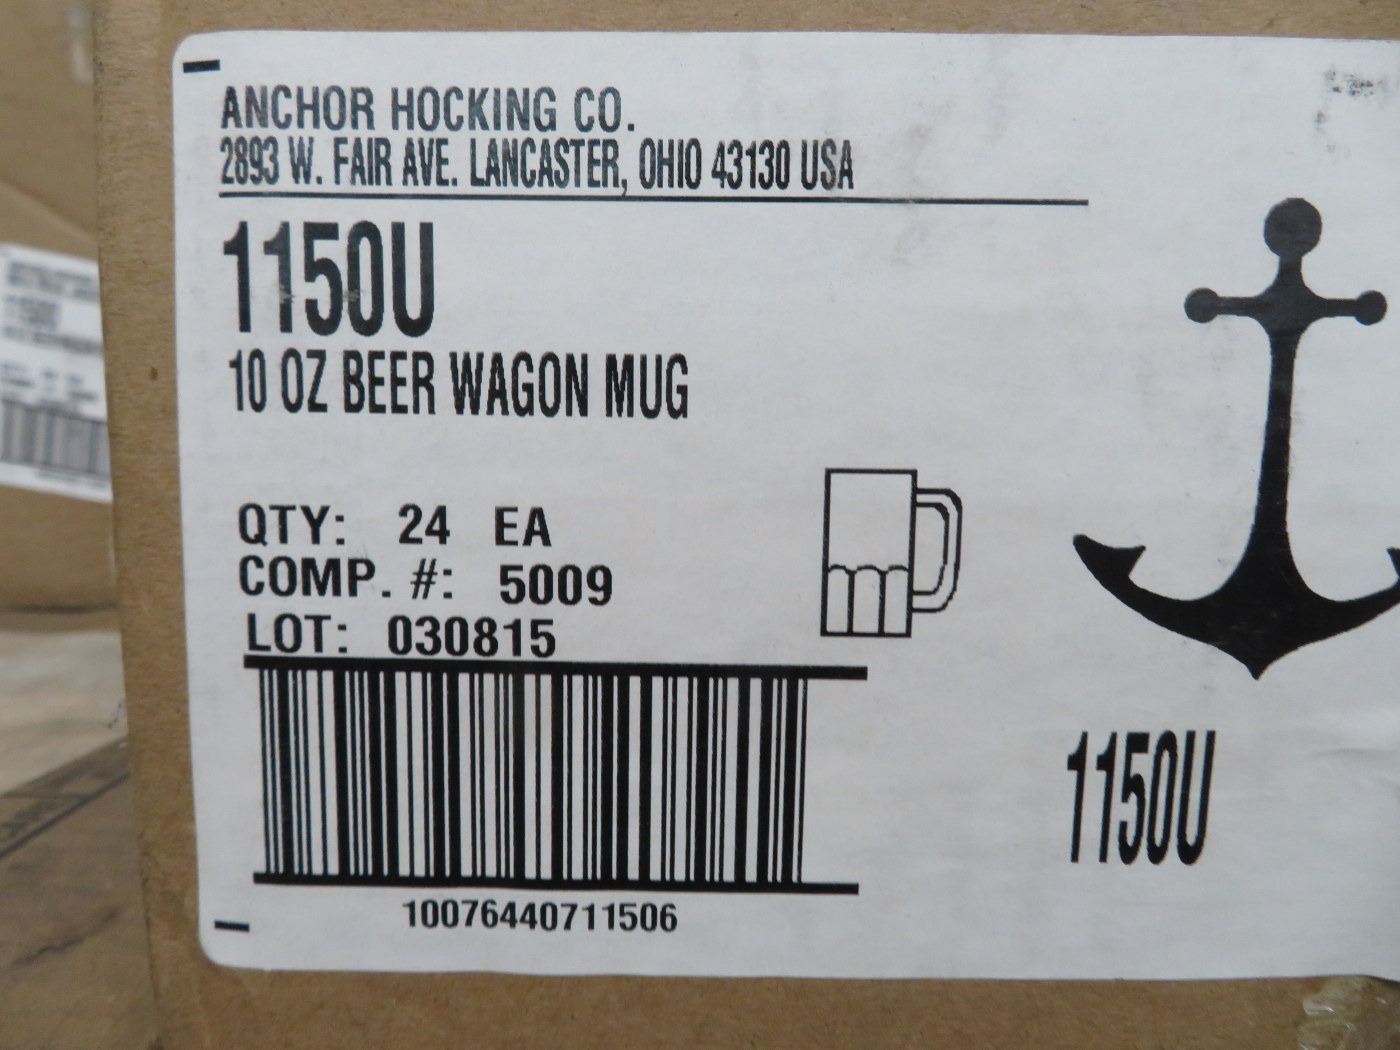 ANCHOR HOCKING CO.
2893 W. FAIR AVE. LANCASTER, OHIO 43130 USA
1150U
10 OZ BEER WAGON MUG
QTY: 24 EA
COMP. #: 5009
LOT: 030815
10076440711506
1150U